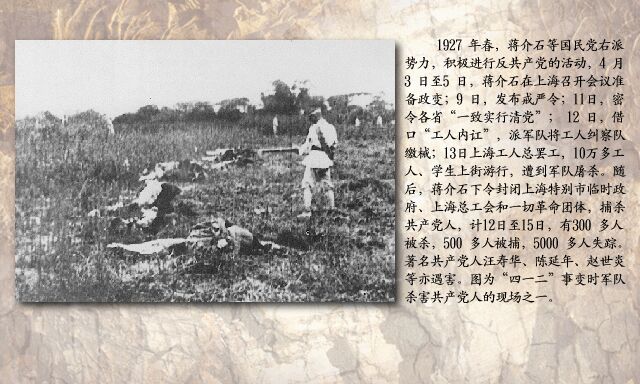 1927 年春，蒋介石等国民党右派
势力，积极进行反共产党的活动，4 月
3 日至5 日，蒋介石在上海召开会议准
备政变；9 日，发布戒严令；11日，密
令各省“一致实行清党”； 12 日，借
口“工人内讧”，派军队将工人纠察队
缴械；13日上海工人总罢工，10万多工
人、学生上街游行，遭到军队屠杀。随
后，蒋介石下令封闭上海特别市临时政
府、上海总工会和一切革命团体，捕杀
共产党人，计12日至15日，有300 多人
被杀，500 多人被捕，5000 多人失踪。
著名共产党人汪寿华、陈延年、赵世炎
等亦遇害。图为“四一二”事变时军队
杀害共产党人的现场之一。